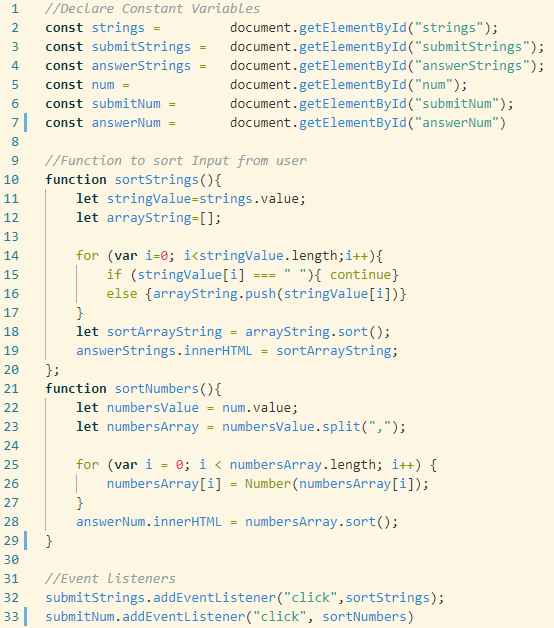 1 //Declare Constant Variables
2 const strings = document.getElementById("strings");
3 const submitStrings = document.getElementById("submitStrings");
4 const answerStrings = document.getElementById("answerStrings");
5 const num = document.getElementById("num");
6 const submitNum = document.getElementById("submitNum");
7 const answerNum = document.getElementById("answerNum")
8
9 //Function to sort Input from user
10 function sortStrings(){
11 let stringValue=strings.value;
12 let arrayString=[];
13
14 for (var i=0; i<stringValue.length;i++){
15 if (stringValue[i] === " "){ continue}
16 else {arrayString.push(stringValue[i])}
17 }
18 let sortArrayString = arrayString.sort();
19 answerStrings.innerHTML = sortArrayString;
20 };
21 function sortNumbers(){
22 let numbersValue = num.value;
23 let numbersArray = numbersValue.split(",");
24
25 for (var i = 0; i < numbersArray.length; i++) {
26 numbersArray[i] = Number(numbersArray[i]);
27 }
28 answerNum.innerHTML = numbersArray.sort();
29 }
30
31 //Event listeners
32 submitStrings.addEventListener("click",sortStrings);
33 submitNum.addEventListener("click", sortNumbers)